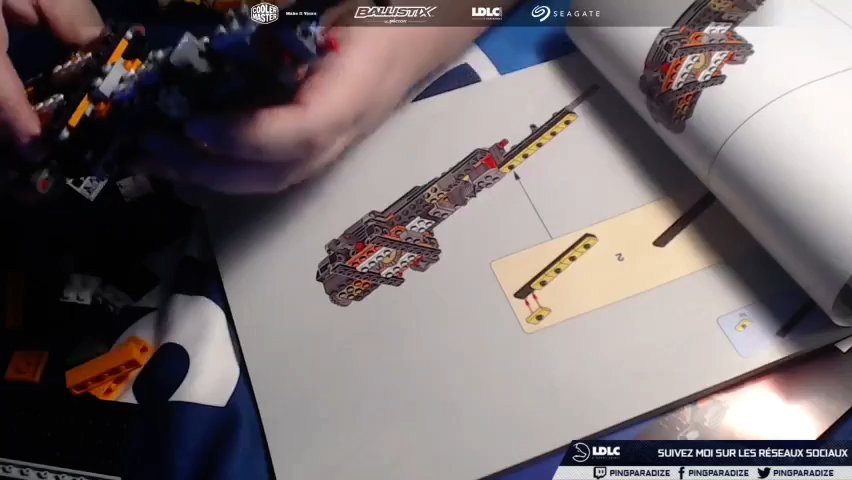 COOLER MASTER
Make It Yours.
BALLISTIX
LDLC
SEAGATE
2
LDLC
SUIVEZ MOI SUR LES RÉSEAUX SOCIAUX
PINGPARADIZE PINGPARADIZE PINGPARADIZE